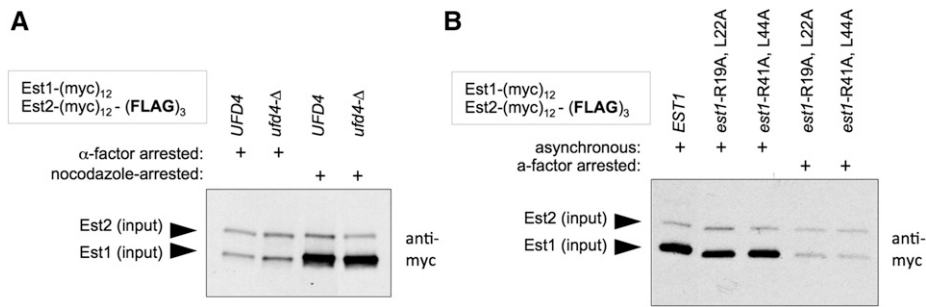 A
Est1-(myc)12
Est2-(myc)12- (FLAG)3
UFD4
ufd4-Δ
UFD4
ufd4-Δ
α-factor arrested: + +
nocodazole-arrested: + +
Est2 (input)
Est1 (input)
anti-
myc
B
Est1-(myc)12
Est2-(myc)12- (FLAG)3
EST1
est1-R19A, L22A
est1-R41A, L44A
est1-R19A, L22A
est1-R41A, L44A
asynchronous: + + +
a-factor arrested: + +
Est2 (input)
Est1 (input)
anti-
myc